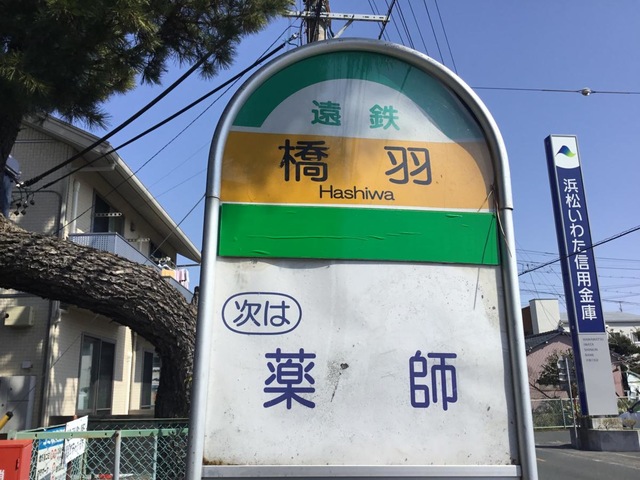 遠鉄
橋羽
Hashiwa
次は
薬師
浜松いわた信用金庫